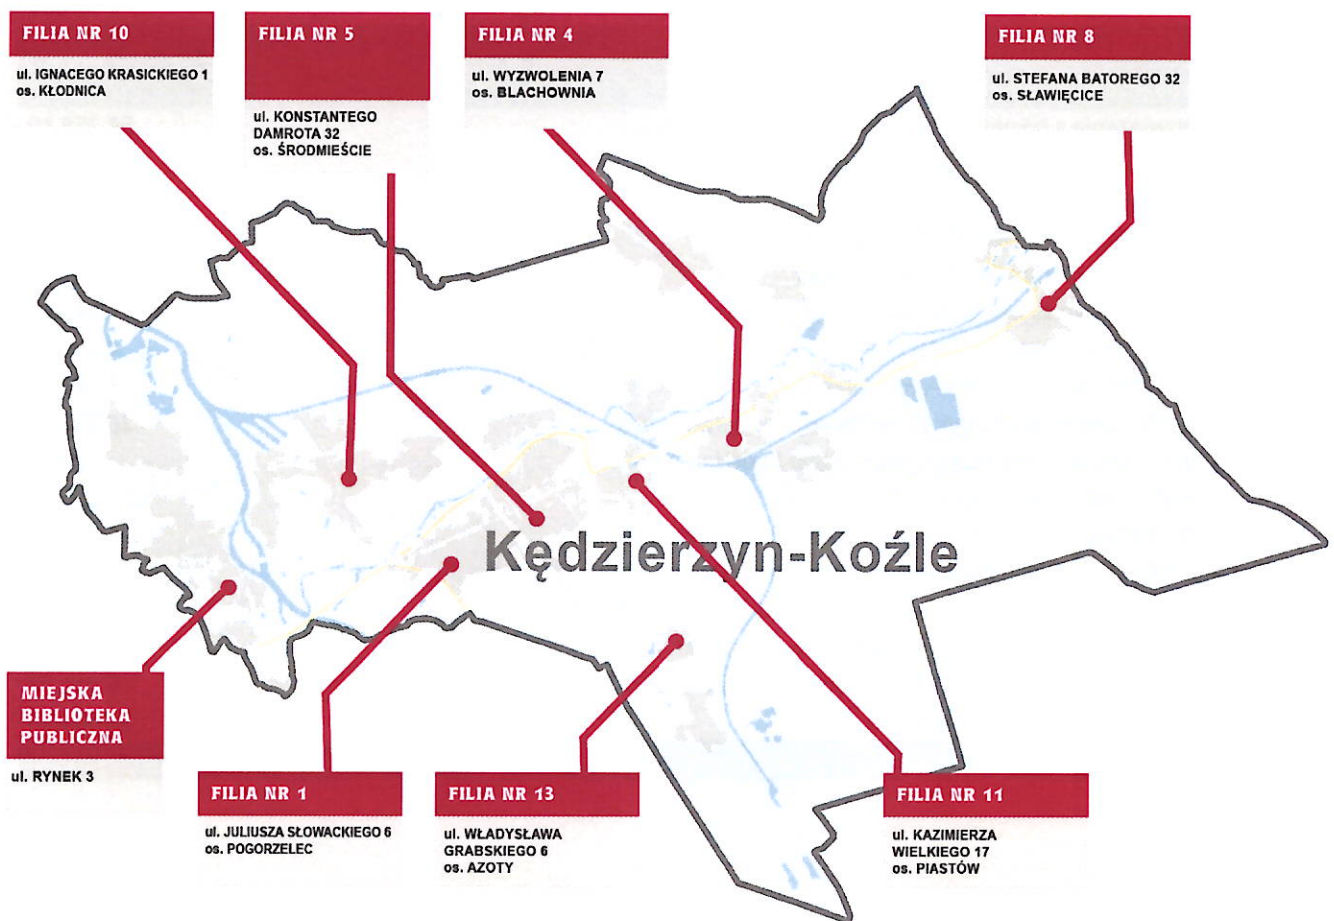 FILIA NR 10
ul. IGNACEGO KRASICKIEGO 1
os. KŁODNICA
FILIA NR 5
ul. KONSTANTEGO
DAMROTA 32
os. ŚRODMIEŚCIE
FILIA NR 4
ul. WYZWOLENIA 7
os. BLACHOWNIA
FILIA NR 8
ul. STEFANA BATOREGO 32
os. SŁAWIĘCICE
Kędzierzyn-Koźle
MIEJSKA
BIBLIOTEKA
PUBLICZNA
ul. RYNEK 3
FILIA NR 1
ul. JULIUSZA SŁOWACKIEGO 6
os. POGORZELEC
FILIA NR 13
ul. WŁADYSŁAWA
GRABSKIEGO 6
os. AZOTY
FILIA NR 11
ul. KAZIMIERZA
WIELKIEGO 17
os. PIASTÓW